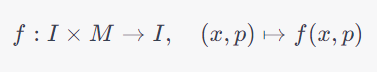 f : I × M → I, (x, p) ↦ f(x, p)